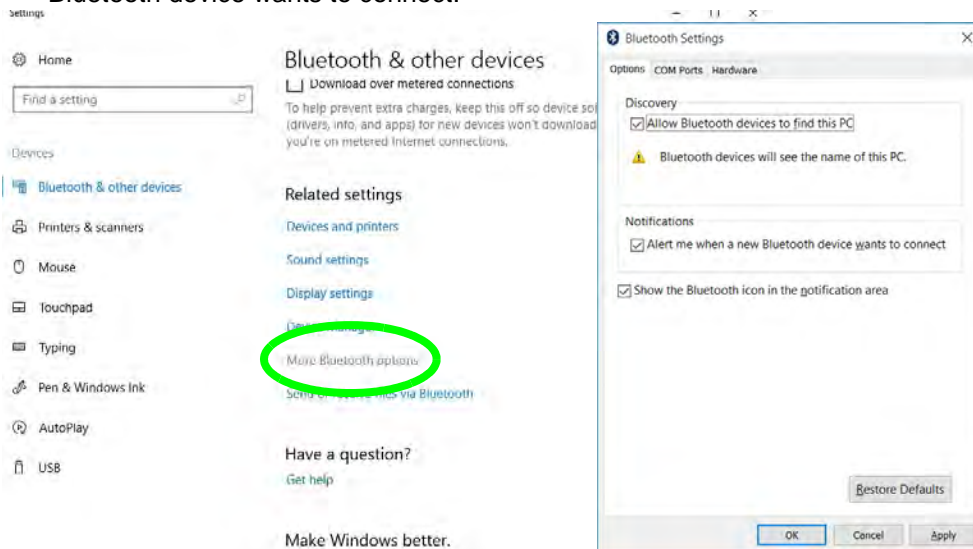 Bluetooth device wants to connect.
Settings
Home
Find a setting
Devices
Bluetooth & other devices
Printers & scanners
Mouse
Touchpad
Typing
Pen & Windows Ink
AutoPlay
USB
Bluetooth & other devices
Download over metered connections
To help prevent extra charges, keep this off so device sof
(drivers, info, and apps) for new devices won't download
you're on metered Internet connections.
Related settings
Devices and printers
Sound settings
Display settings
More Bluetooth options
via Bluetooth
Have a question?
Get help
Make Windows better.
Bluetooth Settings
Options COM Ports Hardware
Discovery
Allow Bluetooth devices to find this PC
Bluetooth devices will see the name of this PC.
Notifications
Alert me when a new Bluetooth device wants to connect
Show the Bluetooth icon in the notification area
Restore Defaults
OK Cancel Apply